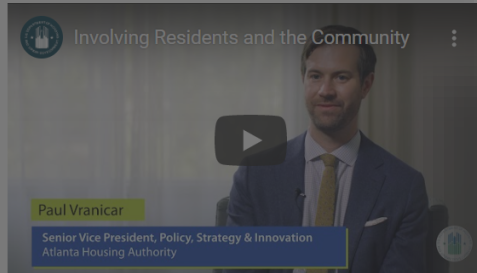 Involving Residents and the Community
Paul Vranicar
Senior Vice President, Policy, Strategy & Innovation
Atlanta Housing Authority